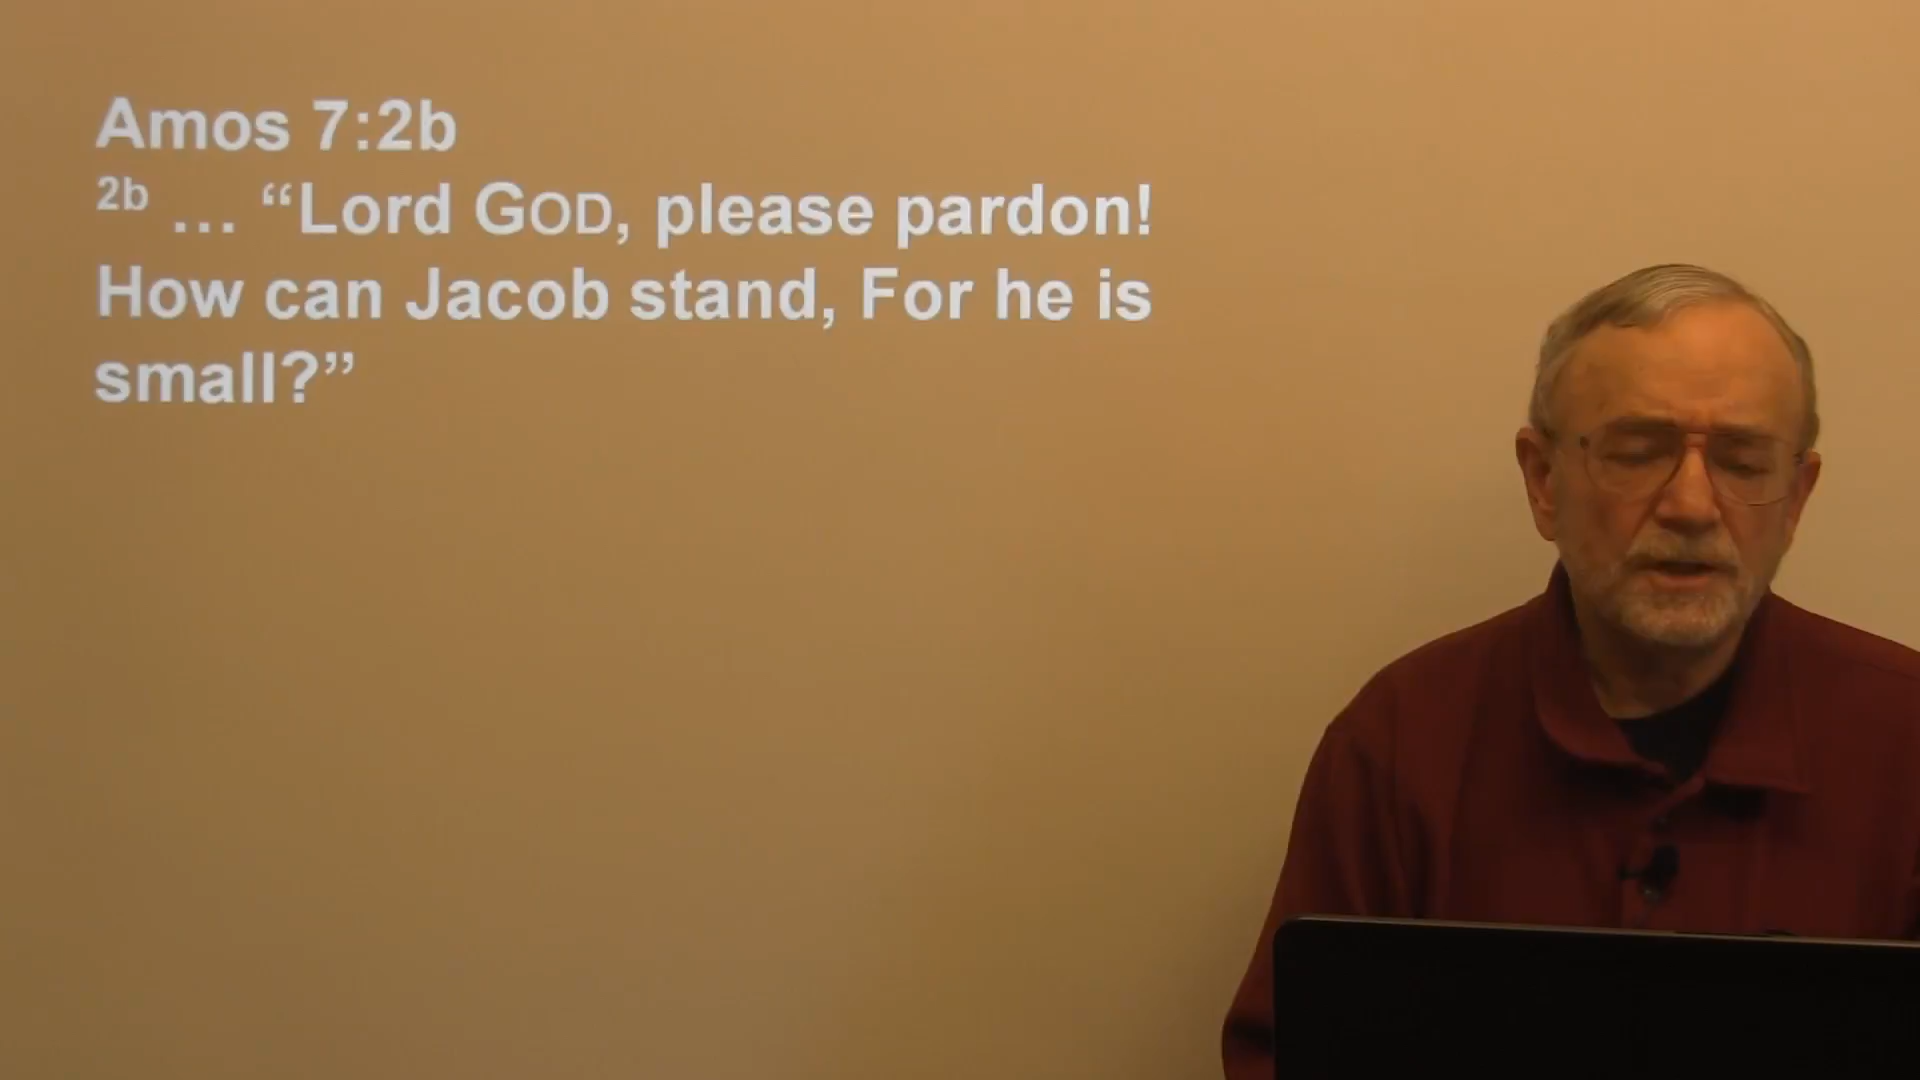 Amos 7:2b
2b … “Lord GOD, please pardon!
How can Jacob stand, For he is
small?”